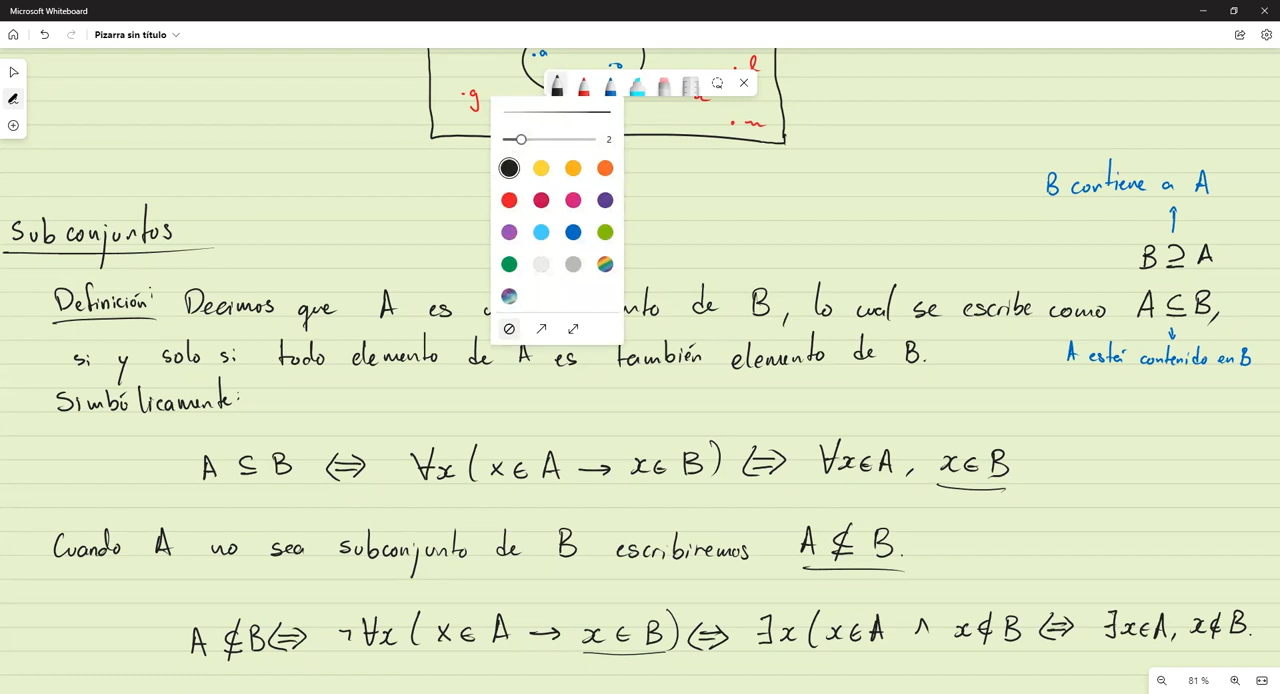 Microsoft Whiteboard
Pizarra sin título
.a
.l
.g
.m
2
B contiene a A
↑
Subconjuntos
B ⊇ A
Definición: Decimos que A es nto de B, lo cual se escribe como A ⊆ B,
si y solo si todo elemento de A es también elemento de B.
A está contenido en B
Simbólicamente:
A ⊆ B ⟺ ∀x (x ∈ A → x ∈ B) ⟺ ∀x∈A, x∈B
Cuando A no sea subconjunto de B escribiremos A ⊈ B.
A ⊈ B ⟺ ¬∀x (x ∈ A → x ∈ B) ⟺ ∃x (x∈A ∧ x∉B ⟺ ∃x∈A, x∉B.
81 %